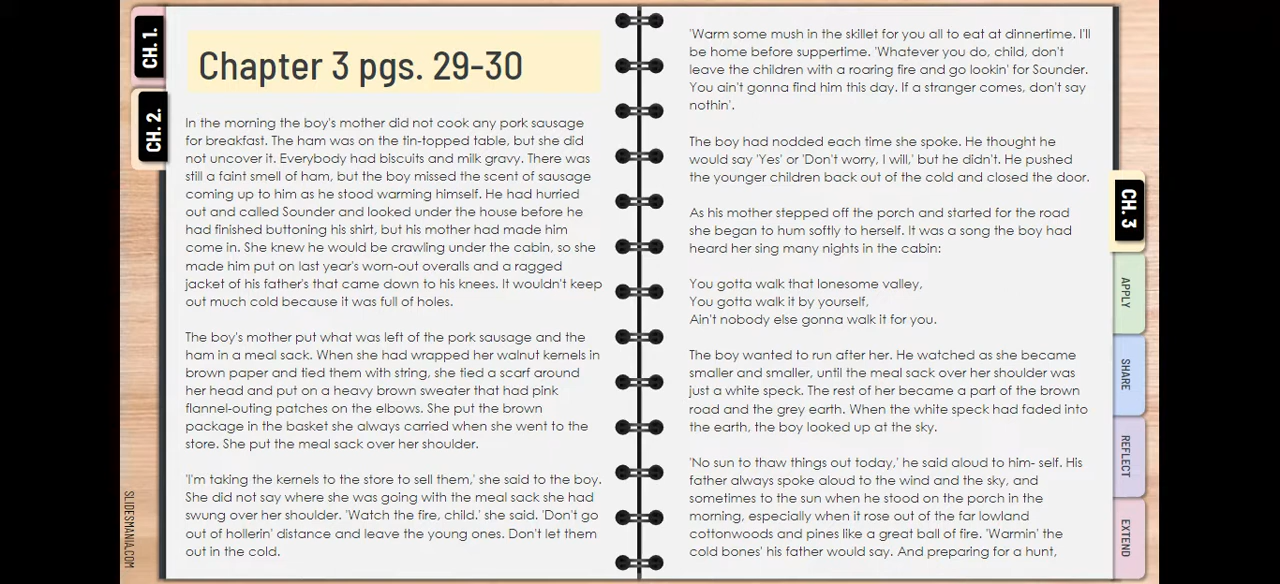 CH. 1.
CH. 2.
Chapter 3 pgs. 29-30
In the morning the boy's mother did not cook any pork sausage
for breakfast. The ham was on the tin-topped table, but she did
not uncover it. Everybody had biscuits and milk gravy. There was
still a faint smell of ham, but the boy missed the scent of sausage
coming up to him as he stood warming himself. He had hurried
out and called Sounder and looked under the house before he
had finished buttoning his shirt, but his mother had made him
come in. She knew he would be crawling under the cabin, so she
made him put on last year's worn-out overalls and a ragged
jacket of his father's that came down to his knees. It wouldn't keep
out much cold because it was full of holes.
The boy's mother put what was left of the pork sausage and the
ham in a meal sack. When she had wrapped her walnut kernels in
brown paper and tied them with string, she tied a scarf around
her head and put on a heavy brown sweater that had pink
flannel-outing patches on the elbows. She put the brown
package in the basket she always carried when she went to the
store. She put the meal sack over her shoulder.
'I'm taking the kernels to the store to sell them,' she said to the boy.
She did not say where she was going with the meal sack she had
swung over her shoulder. 'Watch the fire, child.' she said. 'Don't go
out of hollerin' distance and leave the young ones. Don't let them
out in the cold.
SLIDESMANIA.COM
'Warm some mush in the skillet for you all to eat at dinnertime. I'll
be home before suppertime. 'Whatever you do, child, don't
leave the children with a roaring fire and go lookin' for Sounder.
You ain't gonna find him this day. If a stranger comes, don't say
nothin'.
The boy had nodded each time she spoke. He thought he
would say 'Yes' or 'Don't worry, I will,' but he didn't. He pushed
the younger children back out of the cold and closed the door.
As his mother stepped off the porch and started for the road
she began to hum softly to herself. It was a song the boy had
heard her sing many nights in the cabin:
You gotta walk that lonesome valley,
You gotta walk it by yourself,
Ain't nobody else gonna walk it for you.
The boy wanted to run after her. He watched as she became
smaller and smaller, until the meal sack over her shoulder was
just a white speck. The rest of her became a part of the brown
road and the grey earth. When the white speck had faded into
the earth, the boy looked up at the sky.
'No sun to thaw things out today,' he said aloud to him- self. His
father always spoke aloud to the wind and the sky, and
sometimes to the sun when he stood on the porch in the
morning, especially when it rose out of the far lowland
cottonwoods and pines like a great ball of fire. 'Warmin' the
cold bones' his father would say. And preparing for a hunt,
CH. 3
APPLY
SHARE
REFLECT
EXTEND